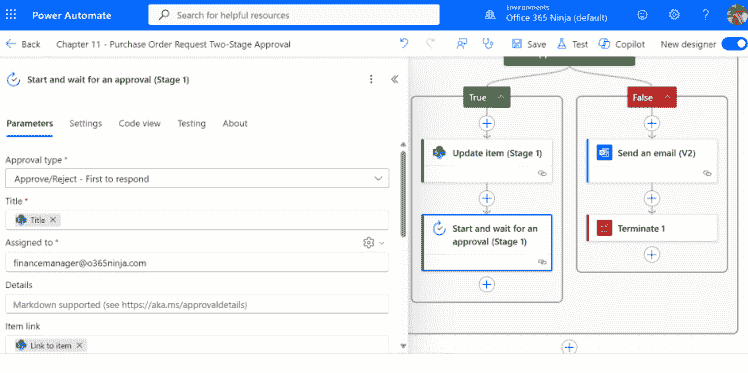 Power Automate
Search for helpful resources
Environments
Office 365 Ninja (default)
Back
Chapter 11 - Purchase Order Request Two-Stage Approval
Save
Test
Copilot
New designer
Start and wait for an approval (Stage 1)
Parameters
Settings
Code view
Testing
About
Approval type *
Approve/Reject - First to respond
Title *
Title
Assigned to *
financemanager@o365ninja.com
Details
Markdown supported (see https://aka.ms/approvaldetails)
Item link
Link to item
True
False
Update item (Stage 1)
Send an email (V2)
Start and wait for an
approval (Stage 1)
Terminate 1